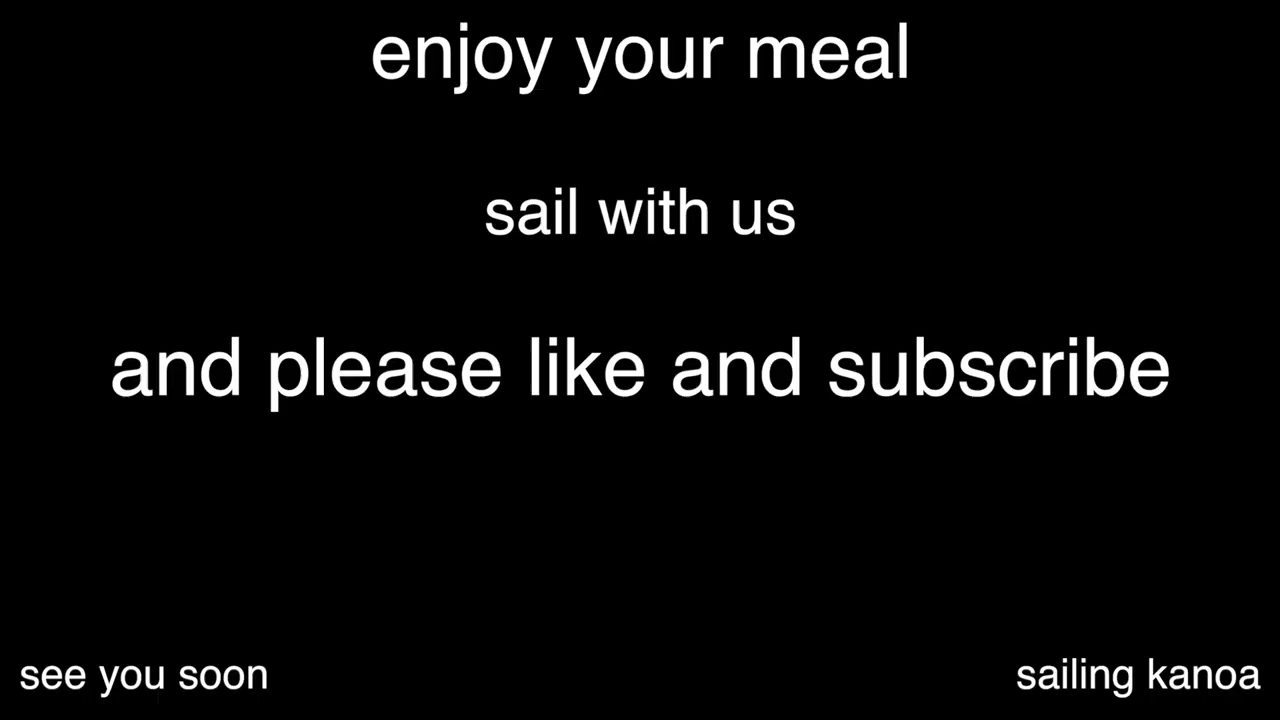 enjoy your meal
sail with us
and please like and subscribe
see you soon
sailing kanoa